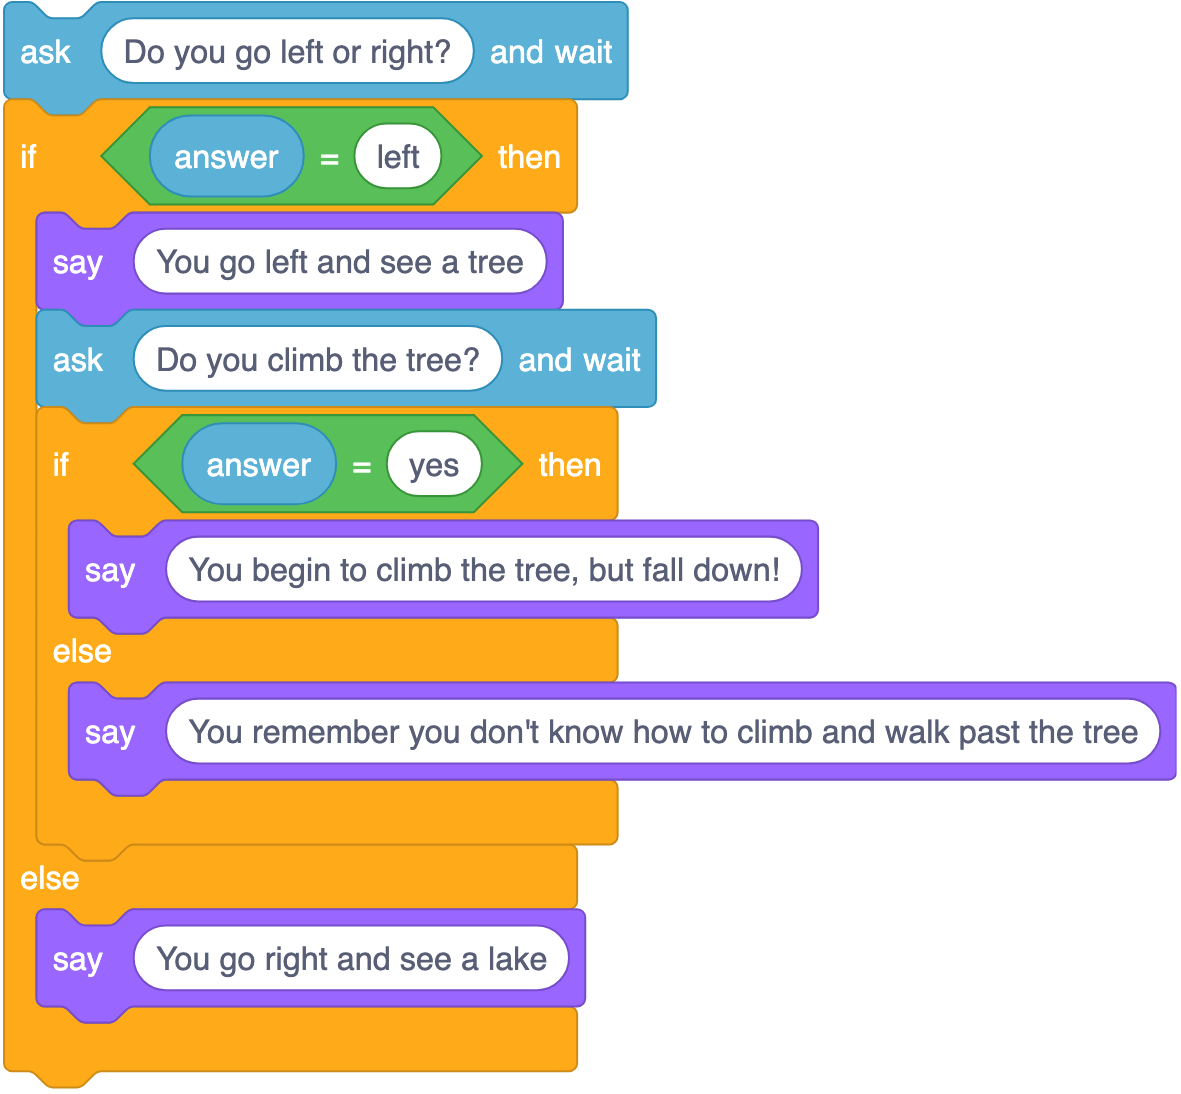 ask Do you go left or right? and wait
if answer = left then
say You go left and see a tree
ask Do you climb the tree? and wait
if answer = yes then
say You begin to climb the tree, but fall down!
else
say You remember you don't know how to climb and walk past the tree
else
say You go right and see a lake